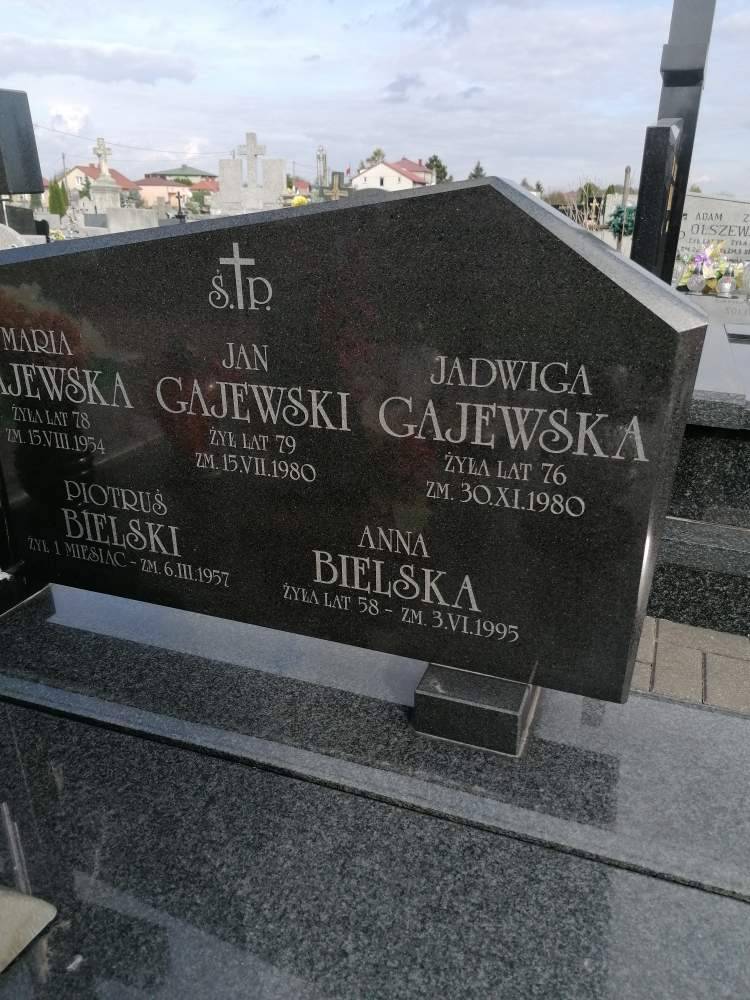 Ś.P.
MARIA
AJEWSKA
ŻYŁA LAT 78
ZM. 15.VIII.1954
JAN
GAJEWSKI
ŻYŁ LAT 79
ZM. 15.VII.1980
JADWIGA
GAJEWSKA
ŻYŁA LAT 76
ZM. 30.XI.1980
PIOTRUŚ
BIELSKI
ŻYŁ 1 MIESIĄC - ZM. 6.III.1957
ANNA
BIELSKA
ŻYŁA LAT 58 - ZM. 3.VI.1995
ADAM
OLSZEW